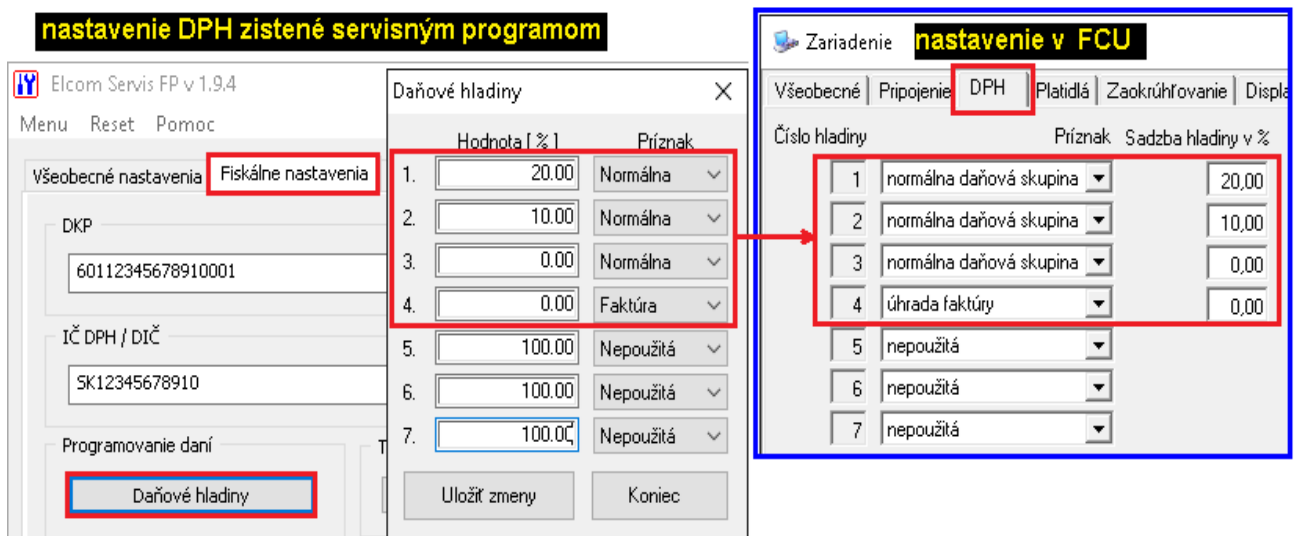 nastavenie DPH zistené servisným programom
Elcom Servis FP v 1.9.4
Menu Reset Pomoc
Všeobecné nastavenia Fiskálne nastavenia
DKP
60112345678910001
IČ DPH / DIČ
SK12345678910
Programovanie daní
T
Daňové hladiny
Daňové hladiny
Hodnota [ % ] Príznak
1. 20.00 Normálna
2. 10.00 Normálna
3. 0.00 Normálna
4. 0.00 Faktúra
5. 100.00 Nepoužitá
6. 100.00 Nepoužitá
7. 100.00 Nepoužitá
Uložiť zmeny Koniec
Zariadenie nastavenie v FCU
Všeobecné Pripojenie DPH Platidlá Zaokrúhľovanie Displa
Číslo hladiny Príznak Sadzba hladiny v %
1 normálna daňová skupina 20,00
2 normálna daňová skupina 10,00
3 normálna daňová skupina 0,00
4 úhrada faktúry 0,00
5 nepoužitá
6 nepoužitá
7 nepoužitá